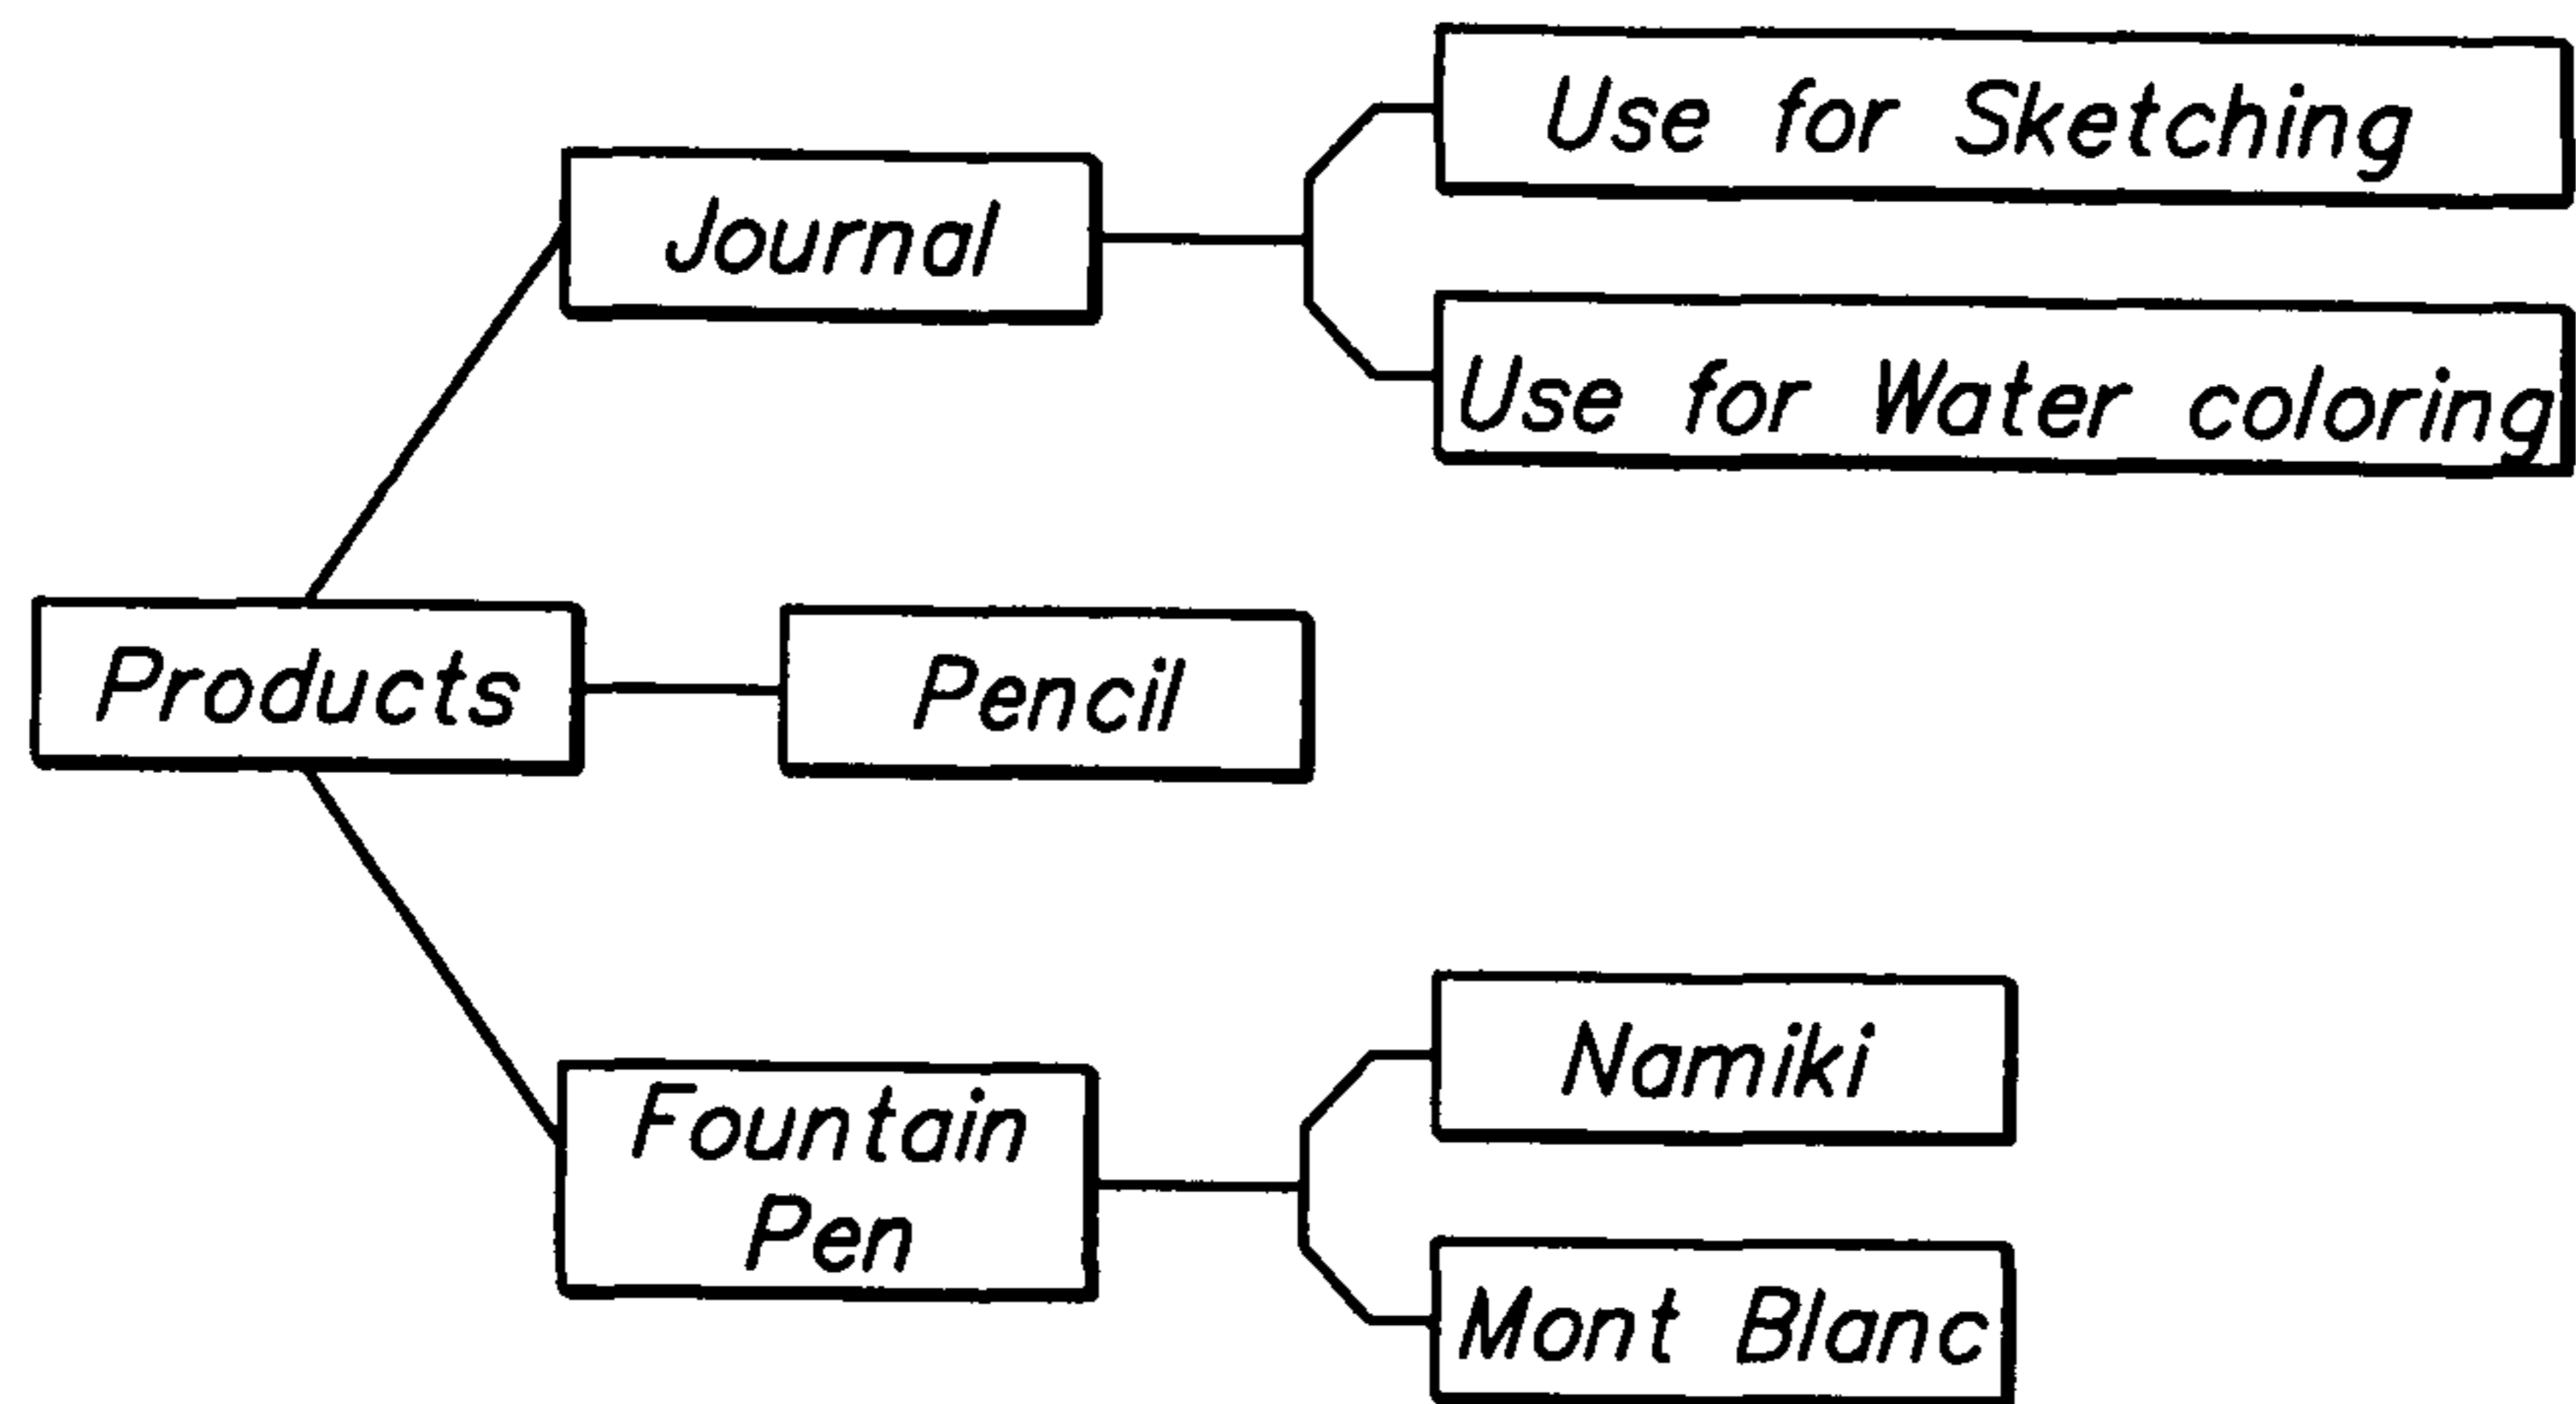 Use for Sketching
Journal
Use for Water coloring
Products
Pencil
Namiki
Fountain
Pen
Mont Blanc